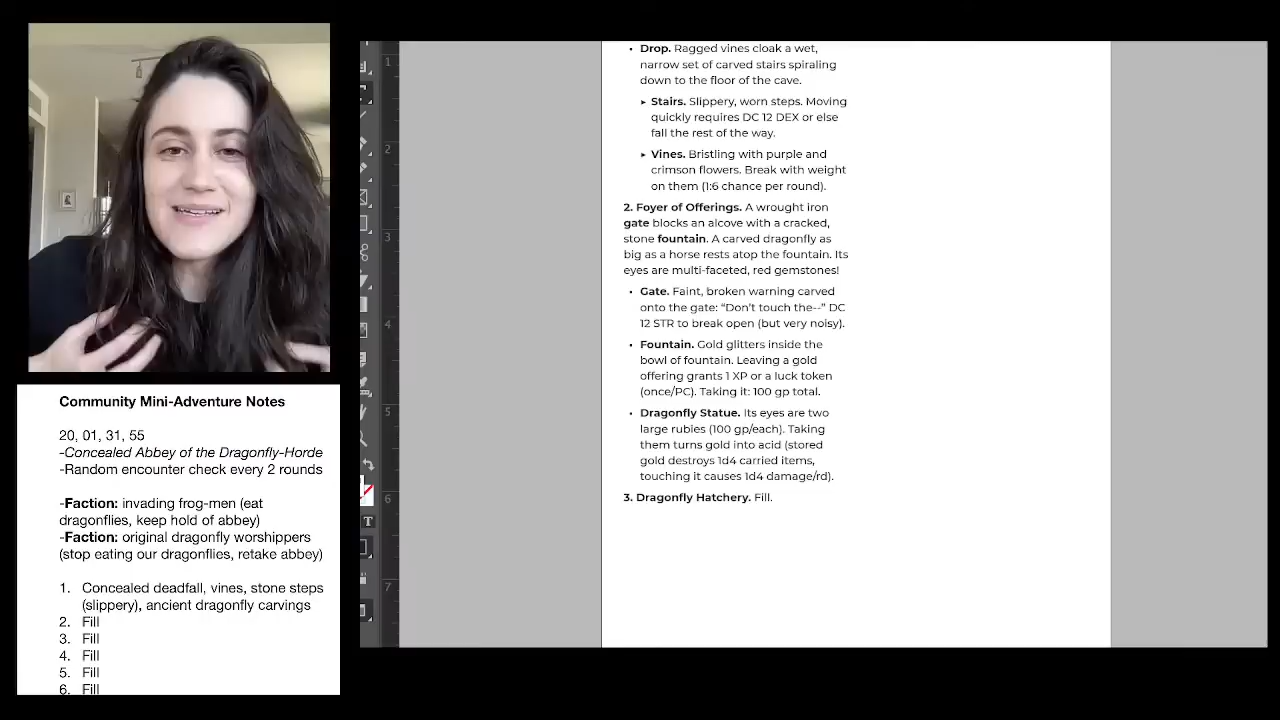 Community Mini-Adventure Notes
20, 01, 31, 55
-Concealed Abbey of the Dragonfly-Horde
-Random encounter check every 2 rounds
-Faction: invading frog-men (eat
dragonflies, keep hold of abbey)
-Faction: original dragonfly worshippers
(stop eating our dragonflies, retake abbey)
1. Concealed deadfall, vines, stone steps
(slippery), ancient dragonfly carvings
2. Fill
3. Fill
4. Fill
5. Fill
6. Fill
1
2
3
4
5
6
7
T
• Drop. Ragged vines cloak a wet,
narrow set of carved stairs spiraling
down to the floor of the cave.
▸ Stairs. Slippery, worn steps. Moving
quickly requires DC 12 DEX or else
fall the rest of the way.
▸ Vines. Bristling with purple and
crimson flowers. Break with weight
on them (1:6 chance per round).
2. Foyer of Offerings. A wrought iron
gate blocks an alcove with a cracked,
stone fountain. A carved dragonfly as
big as a horse rests atop the fountain. Its
eyes are multi-faceted, red gemstones!
• Gate. Faint, broken warning carved
onto the gate: “Don't touch the--” DC
12 STR to break open (but very noisy).
• Fountain. Gold glitters inside the
bowl of fountain. Leaving a gold
offering grants 1 XP or a luck token
(once/PC). Taking it: 100 gp total.
• Dragonfly Statue. Its eyes are two
large rubies (100 gp/each). Taking
them turns gold into acid (stored
gold destroys 1d4 carried items,
touching it causes 1d4 damage/rd).
3. Dragonfly Hatchery. Fill.